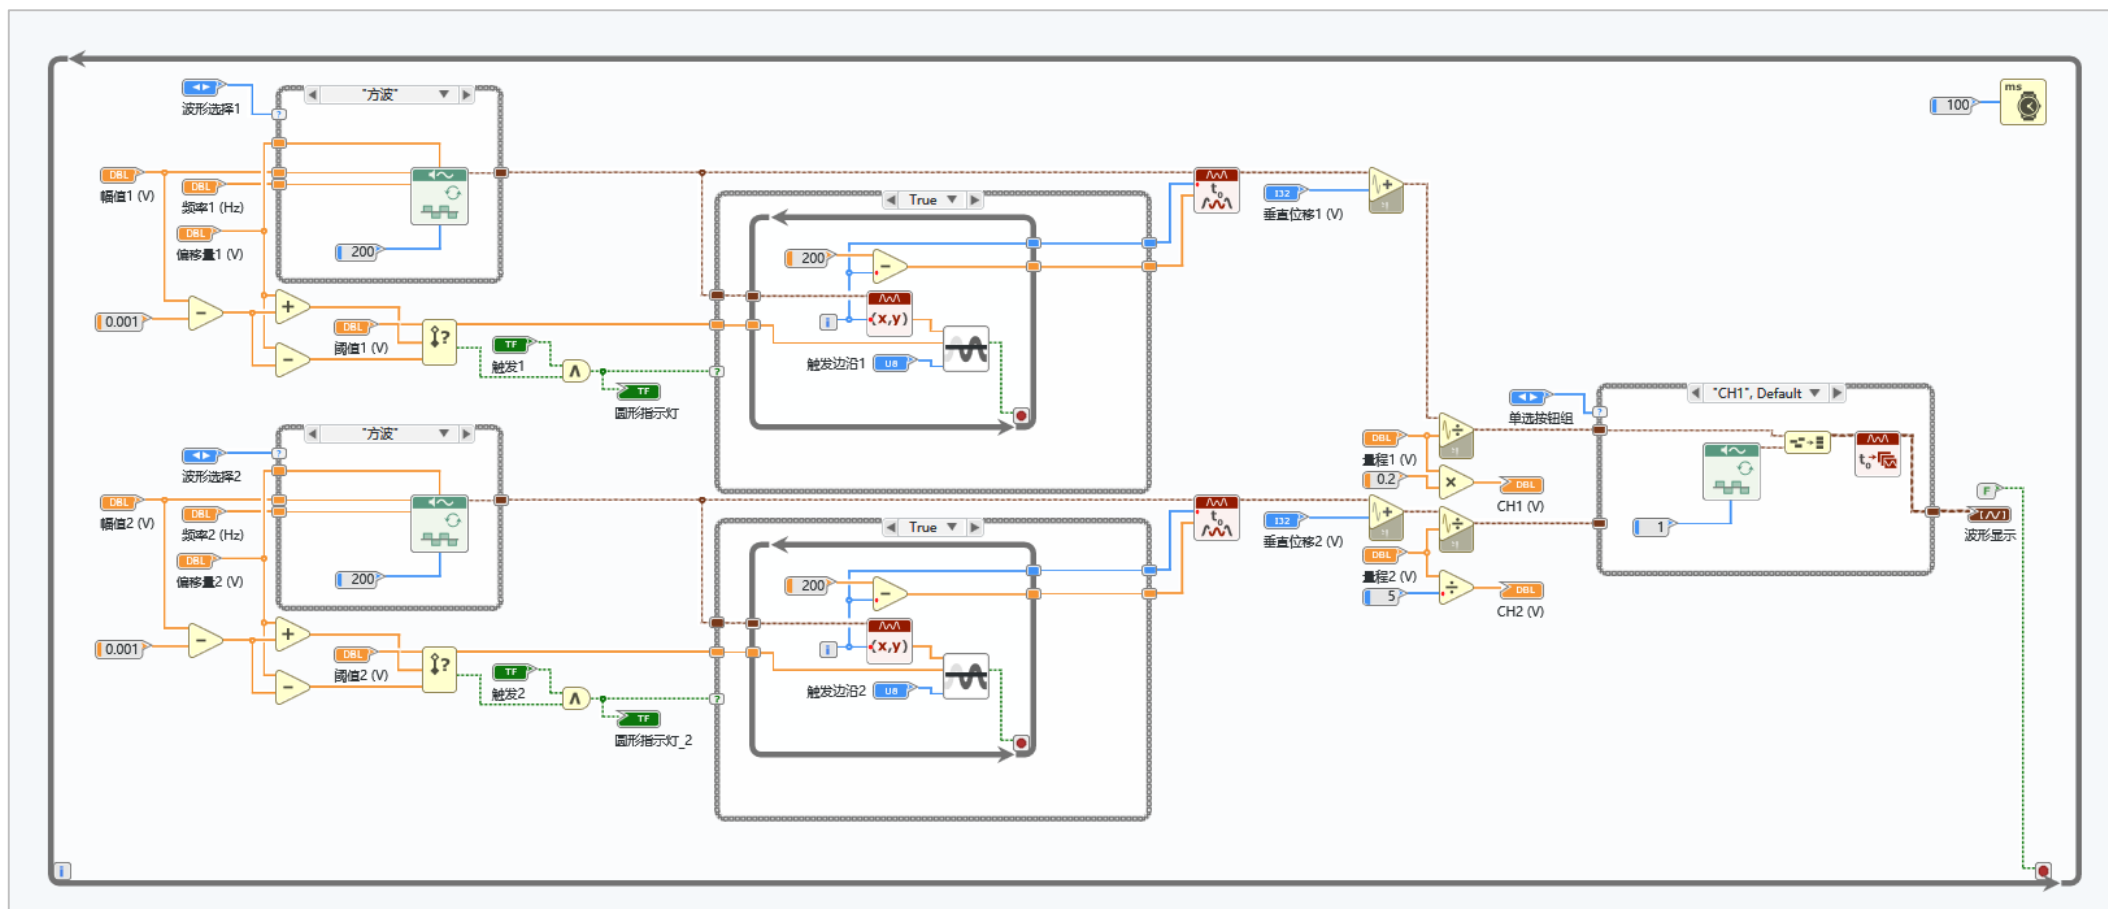 波形选择1
"方波"
ms
100
DBL
幅值1 (V)
DBL
频率1 (Hz)
DBL
偏移量1 (V)
200
t₀
I32
垂直位移1 (V)
True
200
0.001
DBL
阈值1 (V)
?
TF
触发1
TF
圆形指示灯
i
(x,y)
触发边沿1
U8
?
波形选择2
"方波"
DBL
幅值2 (V)
DBL
频率2 (Hz)
DBL
偏移量2 (V)
200
单选按钮组
"CH1", Default
DBL
量程1 (V)
0.2
DBL
CH1 (V)
t₀
1
F
波形显示
t₀
I32
垂直位移2 (V)
DBL
量程2 (V)
5
DBL
CH2 (V)
True
200
0.001
DBL
阈值2 (V)
?
TF
触发2
TF
圆形指示灯_2
i
(x,y)
触发边沿2
U8
?
i